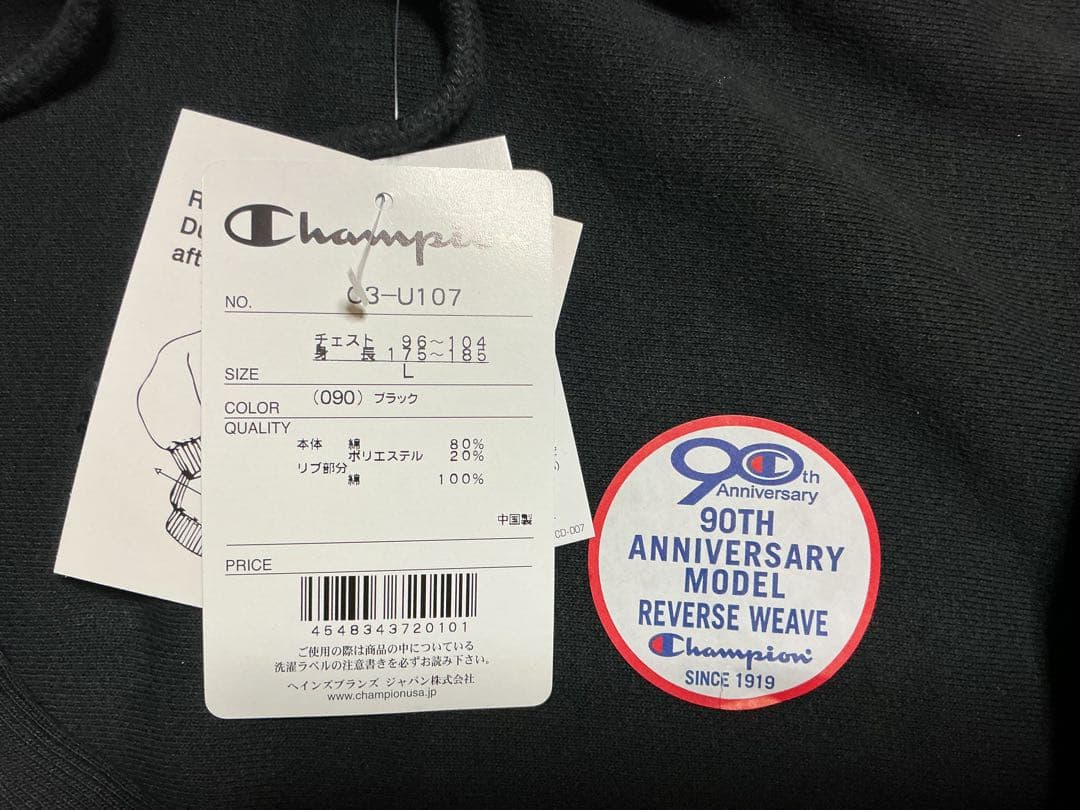 Champion
NO. C3-U107
チェスト 96～104
身 長 175～185
SIZE L
COLOR (090) ブラック
QUALITY
本体 綿 80%
ポリエステル 20%
リブ部分
綿 100%
中国製
PRICE
4548343720101
ご使用の際は商品の中についている
洗濯ラベルの注意書きを必ずお読み下さい。
ヘインズブランズ ジャパン株式会社
www.championusa.jp
aft
CD-007
90th
Anniversary
90TH
ANNIVERSARY
MODEL
REVERSE WEAVE
Champion
SINCE 1919